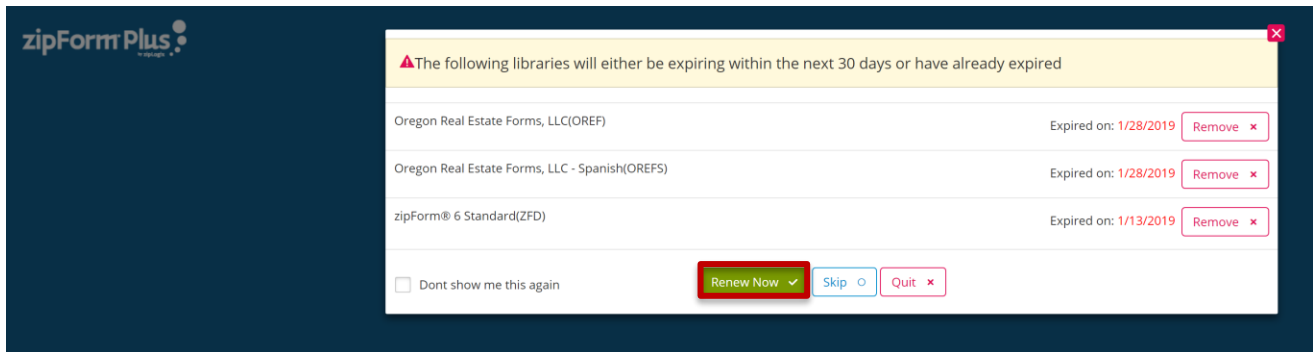 zipForm Plus
The following libraries will either be expiring within the next 30 days or have already expired
Oregon Real Estate Forms, LLC(OREF) Expired on: 1/28/2019 Remove ×
Oregon Real Estate Forms, LLC - Spanish(OREFS) Expired on: 1/28/2019 Remove ×
zipForm® 6 Standard(ZFD) Expired on: 1/13/2019 Remove ×
Dont show me this again Renew Now ✓ Skip ○ Quit ×